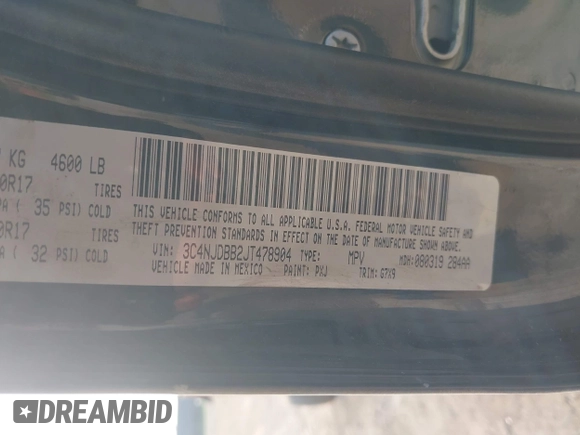 KG 4600 LB
0R17 TIRES
( 35 PSI) COLD
0R17 TIRES
A ( 32 PSI) COLD
THIS VEHICLE CONFORMS TO ALL APPLICABLE U.S.A. FEDERAL MOTOR VEHICLE SAFETY AND
THEFT PREVENTION STANDARDS IN EFFECT ON THE DATE OF MANUFACTURE SHOWN ABOVE.
VIN: 3C4NJDBB2JT478904 TYPE: MPV MDH: 080319 284AA
VEHICLE MADE IN MEXICO PAINT: PXJ TRIM: G7X9
DREAMBID